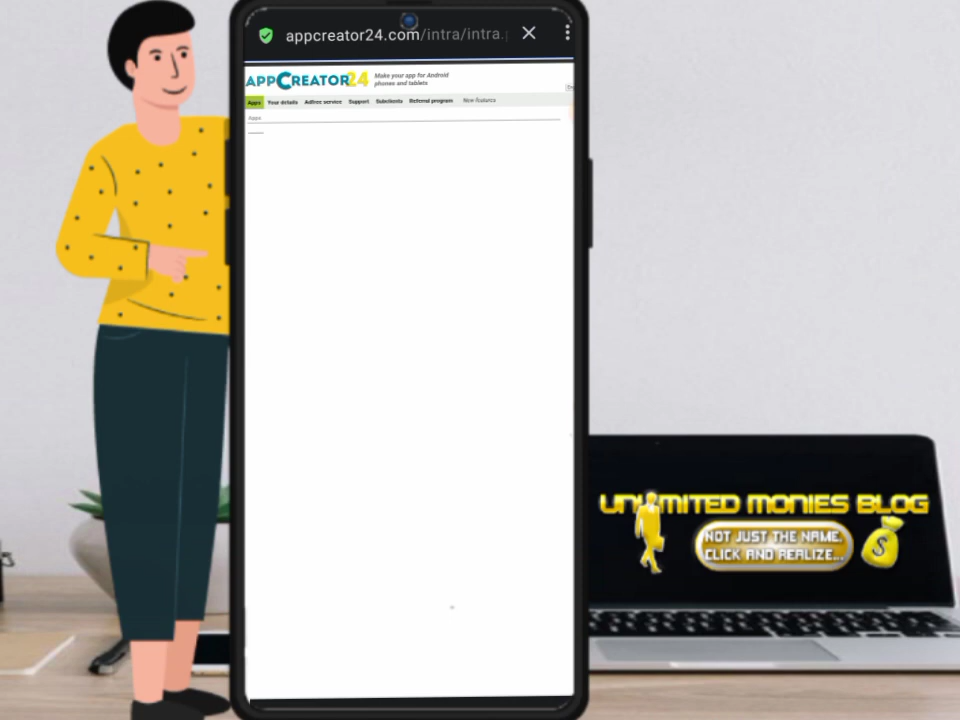 appcreator24.com/intra/intra.
APPCREATOR24
Make your app for Android
phones and tablets
Apps Your details Adfree service Support Subclients Referral program New features
Apps
UNLIMITED MONIES BLOG
NOT JUST THE NAME,
CLICK AND REALIZE...
$